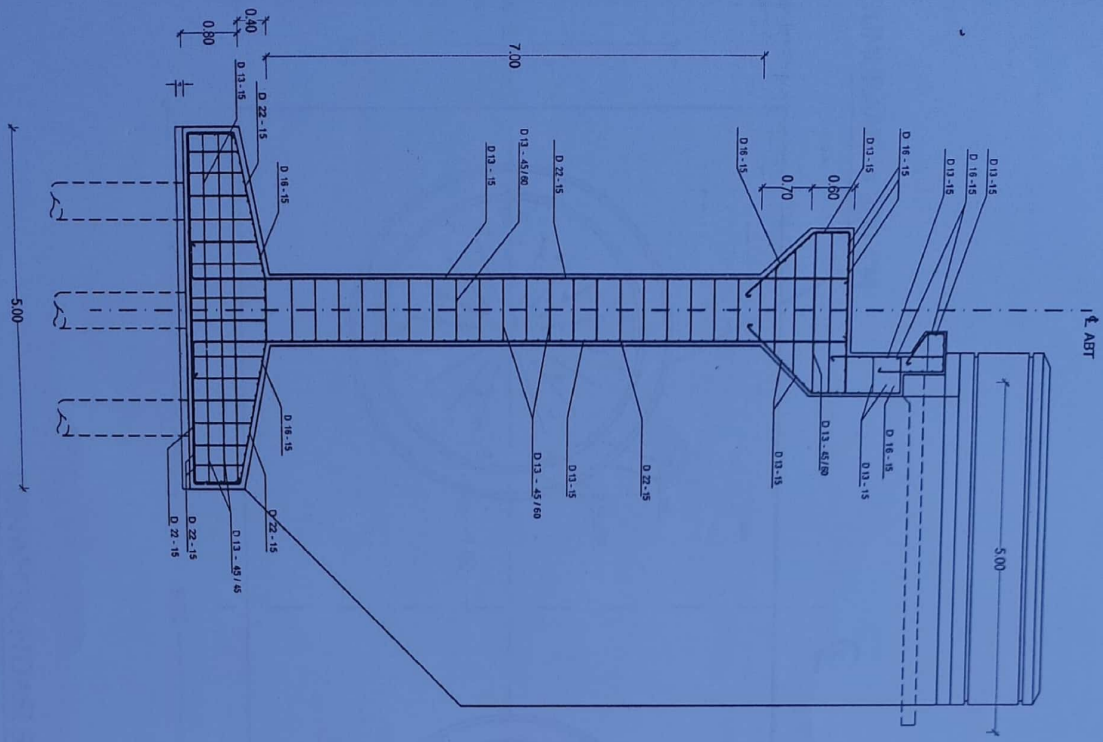 ℄ ABT
D 13-15
D 16-15
D 13-15
D 16-15
D 13-15
D 16-15
0.60
0.70
D 16-15
D 13-15
D 13-15
D 13-45/60
D 13-15
5.00
7.00
D 22-15
D 13 - 45/60
D 13 - 15
D 22-15
D 13-15
D 13 - 45/60
D 16-15
D 22-15
D 13-15
0.40
0.80
D 16-15
D 22-15
D 13 - 45/45
D 22-15
D 22-15
5.00